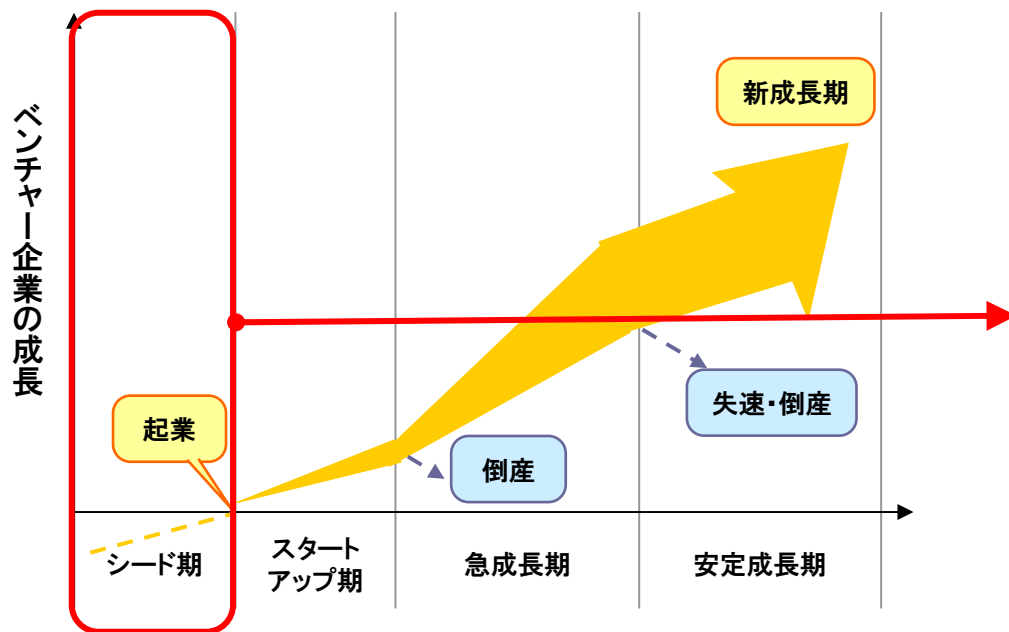 ベンチャー企業の成長
新成長期
失速・倒産
起業
倒産
シード期
スタート
アップ期
急成長期
安定成長期